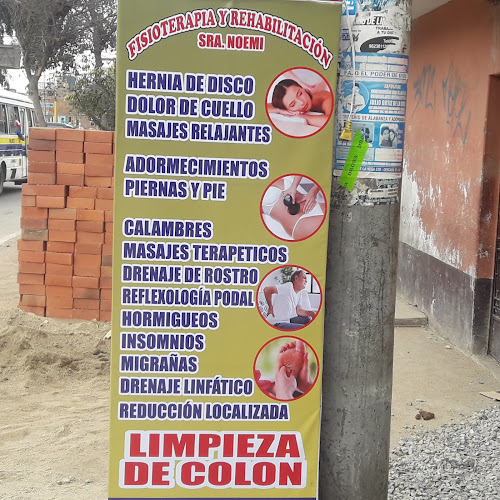 FISIOTERAPIA Y REHABILITACIÓN
SRA. NOEMI
HERNIA DE DISCO
DOLOR DE CUELLO
MASAJES RELAJANTES
ADORMECIMIENTOS
PIERNAS Y PIE
CALAMBRES
MASAJES TERAPETICOS
DRENAJE DE ROSTRO
REFLEXOLOGÍA PODAL
HORMIGUEOS
INSOMNIOS
MIGRAÑAS
DRENAJE LINFÁTICO
REDUCCIÓN LOCALIZADA
LIMPIEZA
DE COLON